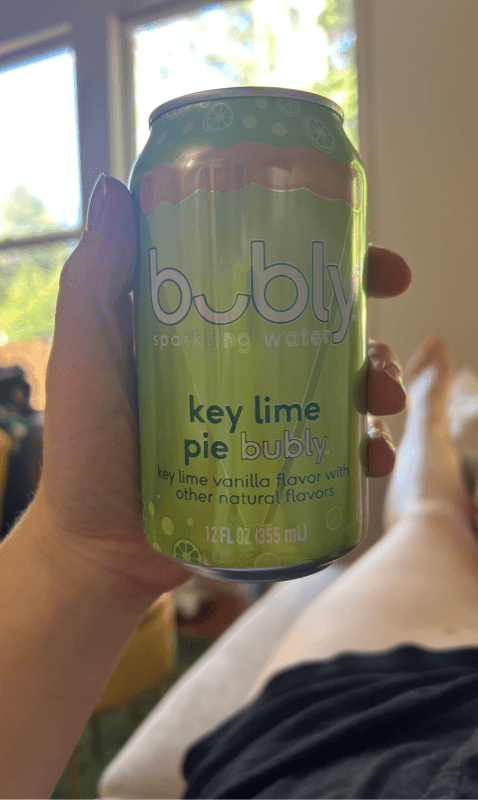 bubly
sparkling water
key lime
pie bubly
key lime vanilla flavor with
other natural flavors
12 FL OZ (355 mL)